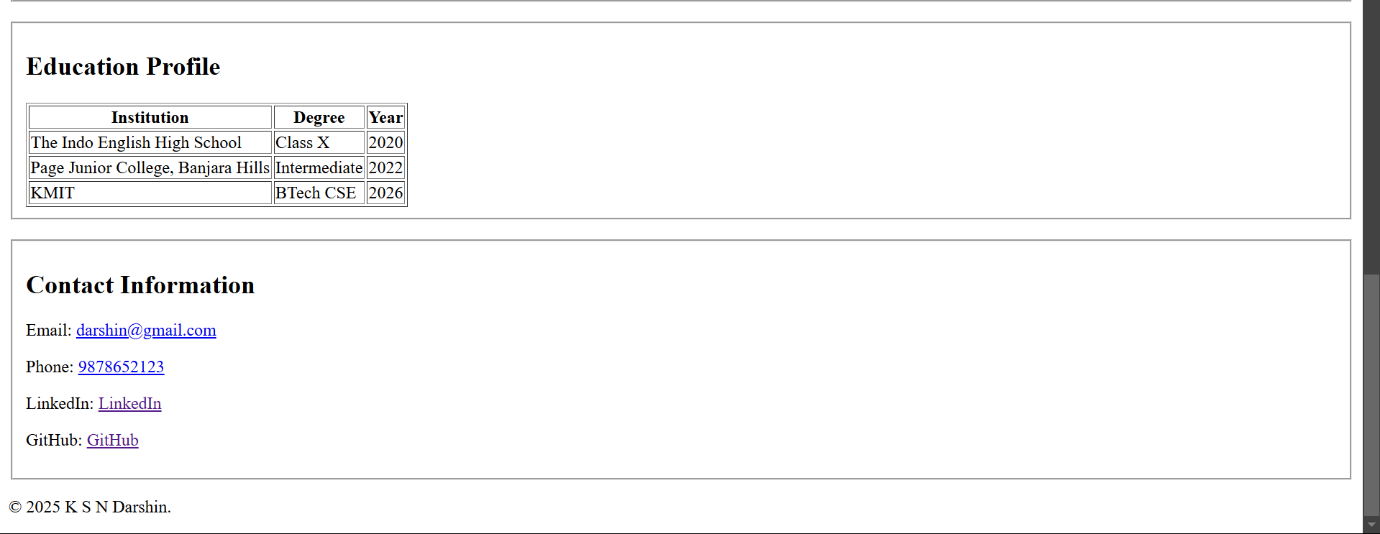 Education Profile
Institution Degree Year
The Indo English High School Class X 2020
Page Junior College, Banjara Hills Intermediate 2022
KMIT BTech CSE 2026
Contact Information
Email: darshin@gmail.com
Phone: 9878652123
LinkedIn: LinkedIn
GitHub: GitHub
© 2025 K S N Darshin.